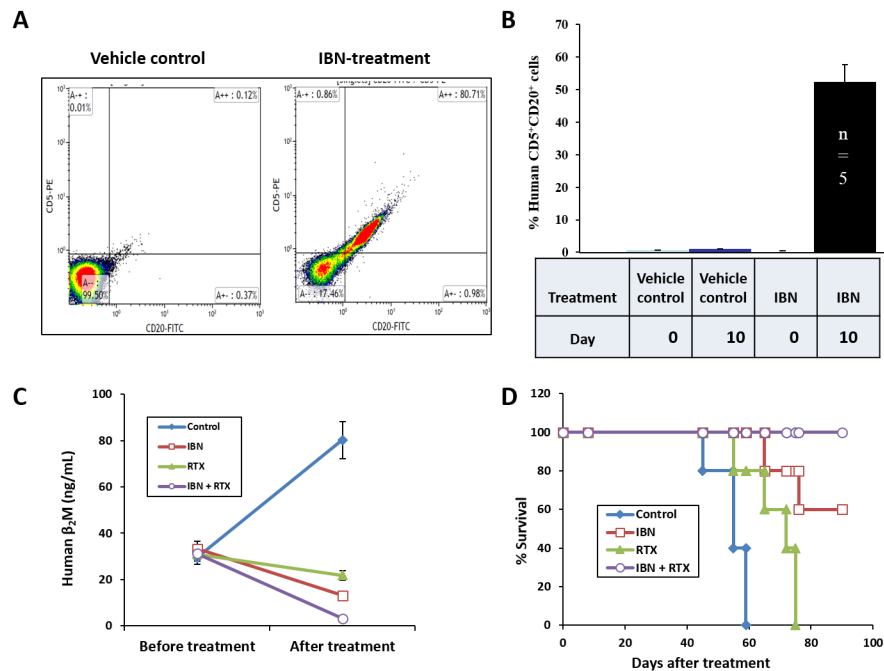 A
Vehicle control
IBN-treatment
A-+ :
0.01%
A++ : 0.12%
A-- :
99.50%
A+- : 0.37%
CD5-PE
CD20-FITC
A-+ : 0.86%
A++ : 80.71%
A-- : 17.46%
A+- : 0.98%
CD5-PE
CD20-FITC
B
% Human CD5⁺CD20⁺ cells
70
60
50
40
30
20
10
0
n
=
5
Treatment Vehicle control Vehicle control IBN IBN
Day 0 10 0 10
C
Human β₂M (ng/mL)
100
80
60
40
20
0
Control
IBN
RTX
IBN + RTX
Before treatment After treatment
D
% Survival
120
100
80
60
40
20
0
Control
IBN
RTX
IBN + RTX
0 20 40 60 80 100
Days after treatment